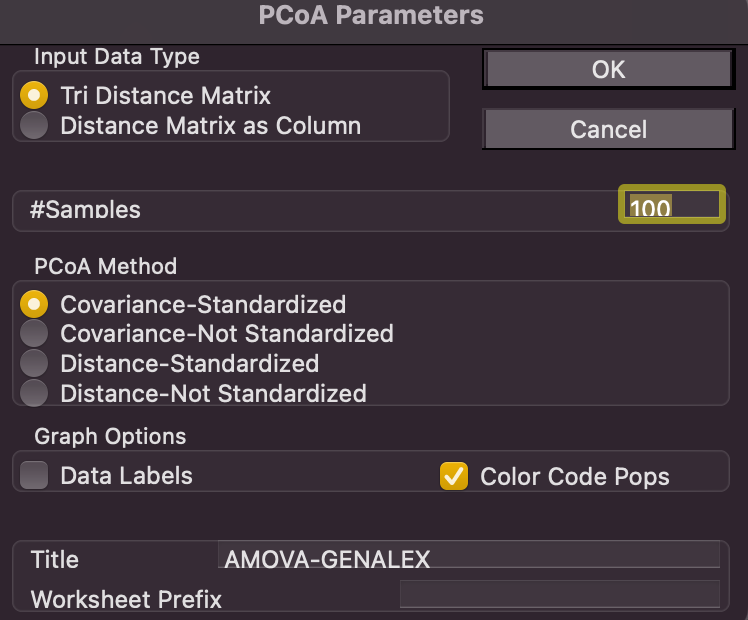 PCoA Parameters
Input Data Type
OK
Tri Distance Matrix
Distance Matrix as Column
Cancel
#Samples
100
PCoA Method
Covariance-Standardized
Covariance-Not Standardized
Distance-Standardized
Distance-Not Standardized
Graph Options
Data Labels
Color Code Pops
Title
AMOVA-GENALEX
Worksheet Prefix